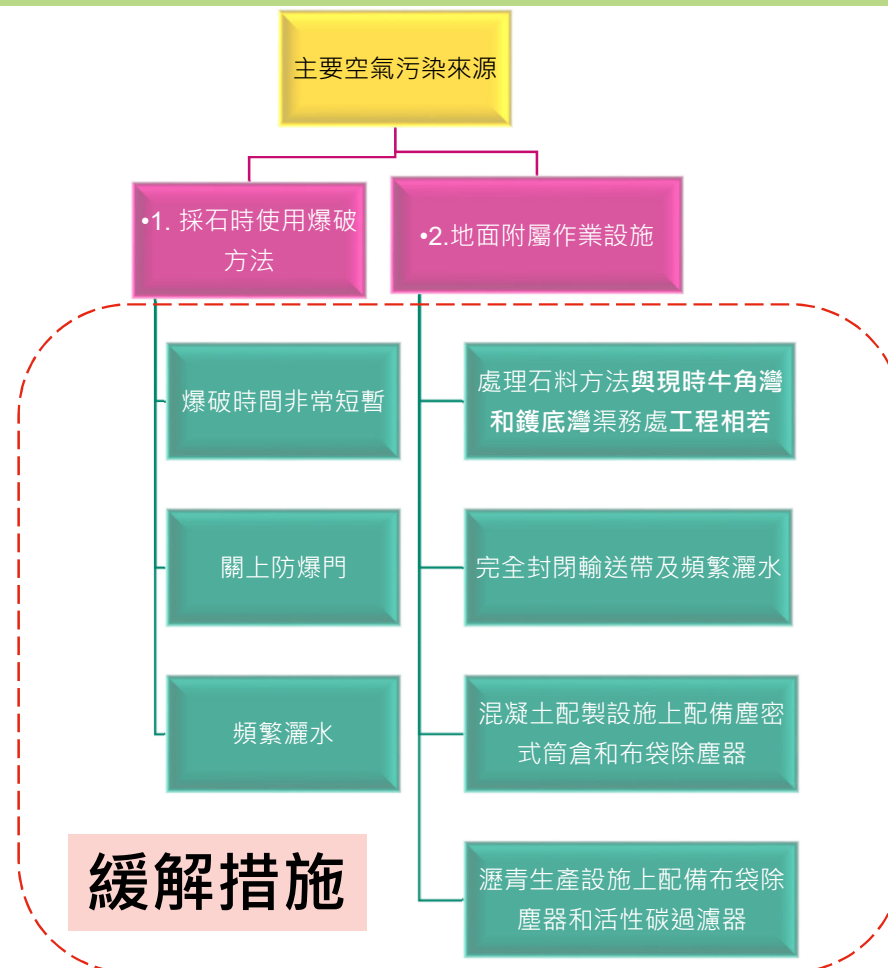 主要空氣污染來源
•1. 採石時使用爆破
方法
•2.地面附屬作業設施
爆破時間非常短暫
關上防爆門
頻繁灑水
處理石料方法與現時牛角灣
和鑊底灣渠務處工程相若
完全封閉輸送帶及頻繁灑水
混凝土配製設施上配備塵密
式筒倉和布袋除塵器
瀝青生產設施上配備布袋除
塵器和活性碳過濾器
緩解措施